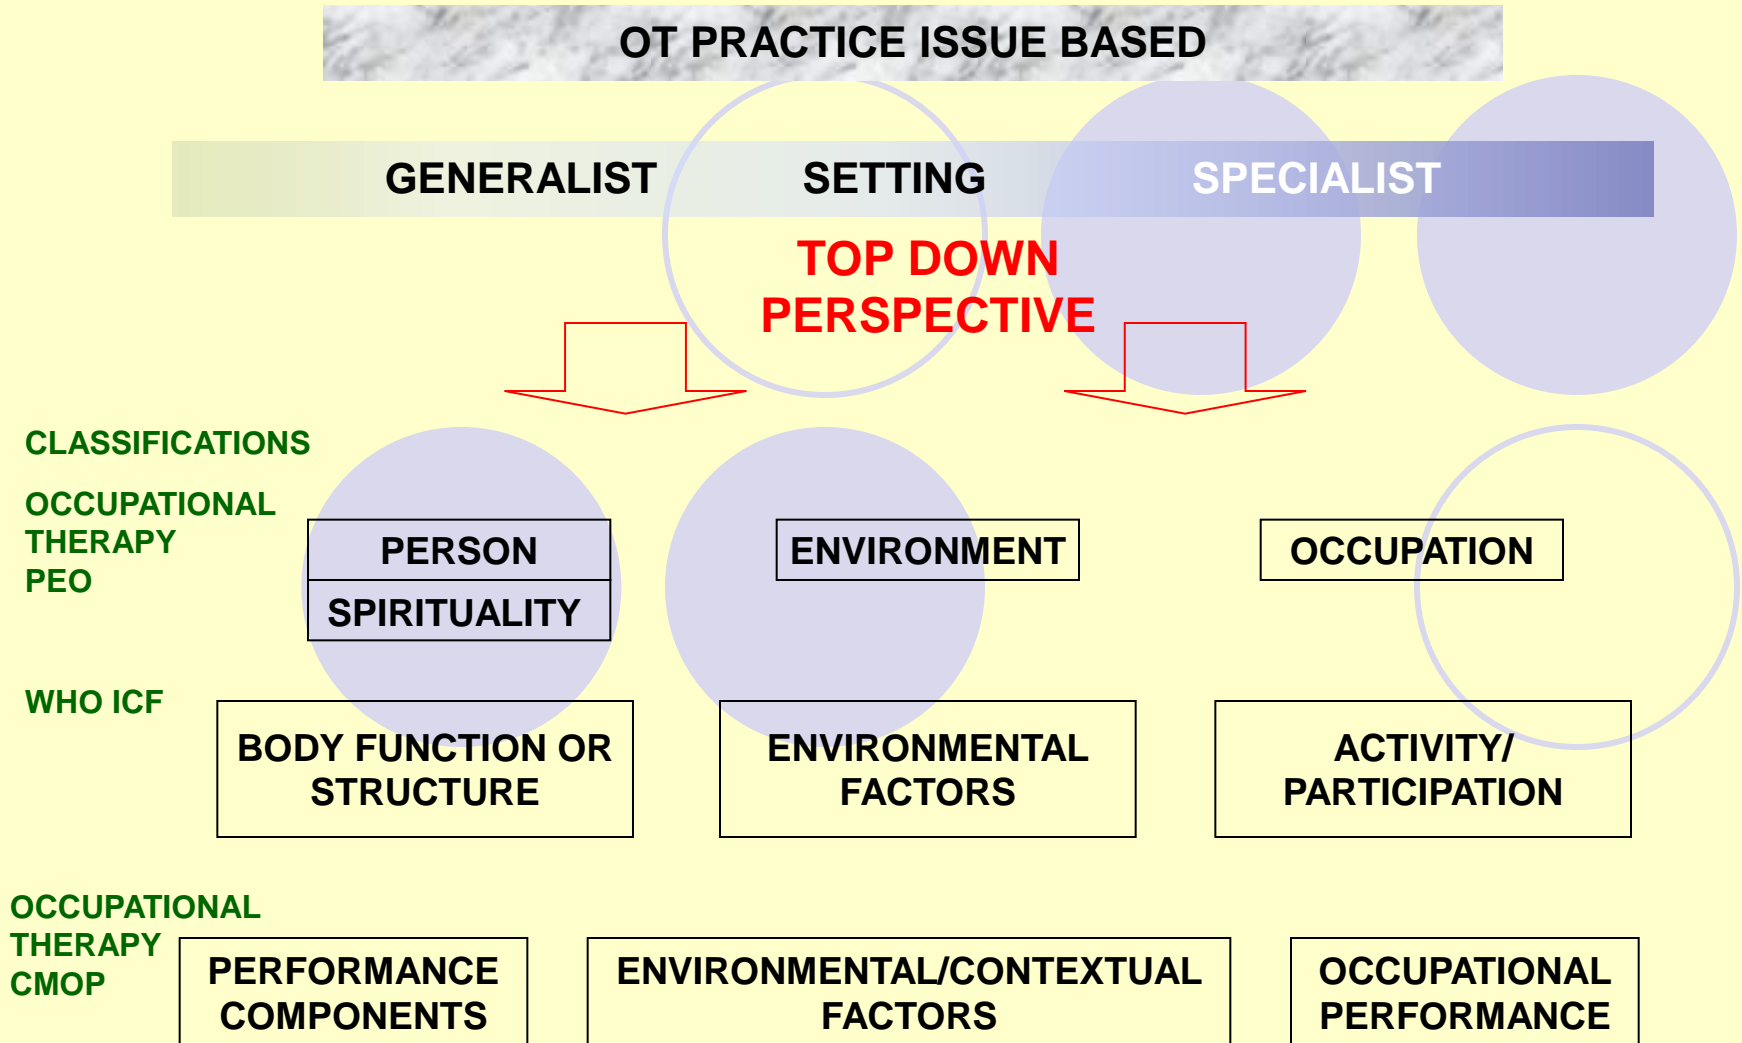 OT PRACTICE ISSUE BASED
GENERALIST SETTING SPECIALIST
TOP DOWN
PERSPECTIVE
CLASSIFICATIONS
OCCUPATIONAL
THERAPY
PEO
PERSON
SPIRITUALITY
ENVIRONMENT
OCCUPATION
WHO ICF
BODY FUNCTION OR
STRUCTURE
ENVIRONMENTAL
FACTORS
ACTIVITY/
PARTICIPATION
OCCUPATIONAL
THERAPY
CMOP
PERFORMANCE
COMPONENTS
ENVIRONMENTAL/CONTEXTUAL
FACTORS
OCCUPATIONAL
PERFORMANCE